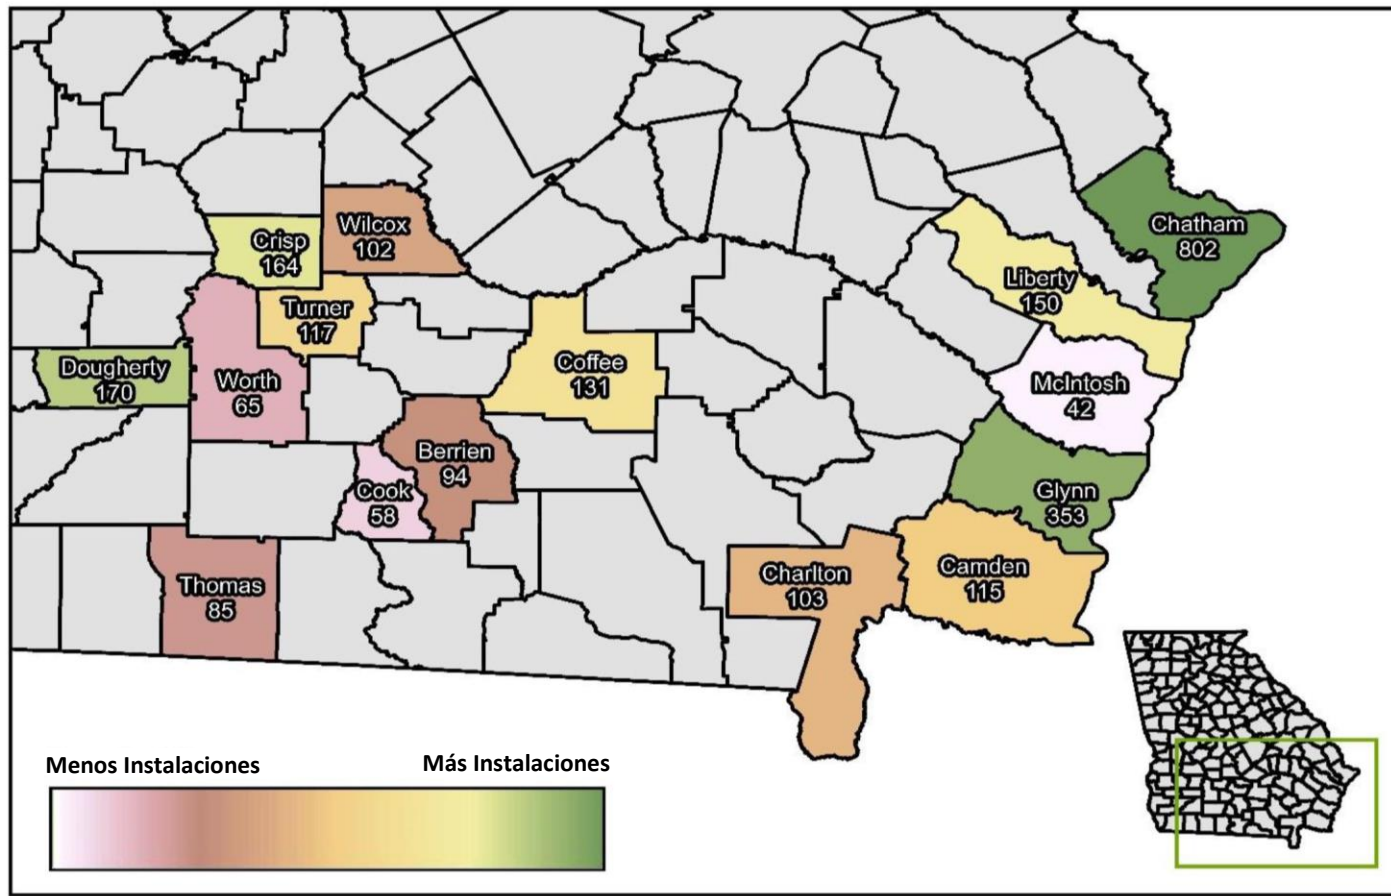 Wilcox
102
Crisp
164
Chatham
802
Liberty
150
Turner
117
Coffee
131
Dougherty
170
Worth
65
McIntosh
42
Berrien
94
Cook
58
Glynn
353
Thomas
85
Charlton
103
Camden
115
Menos Instalaciones
Más Instalaciones